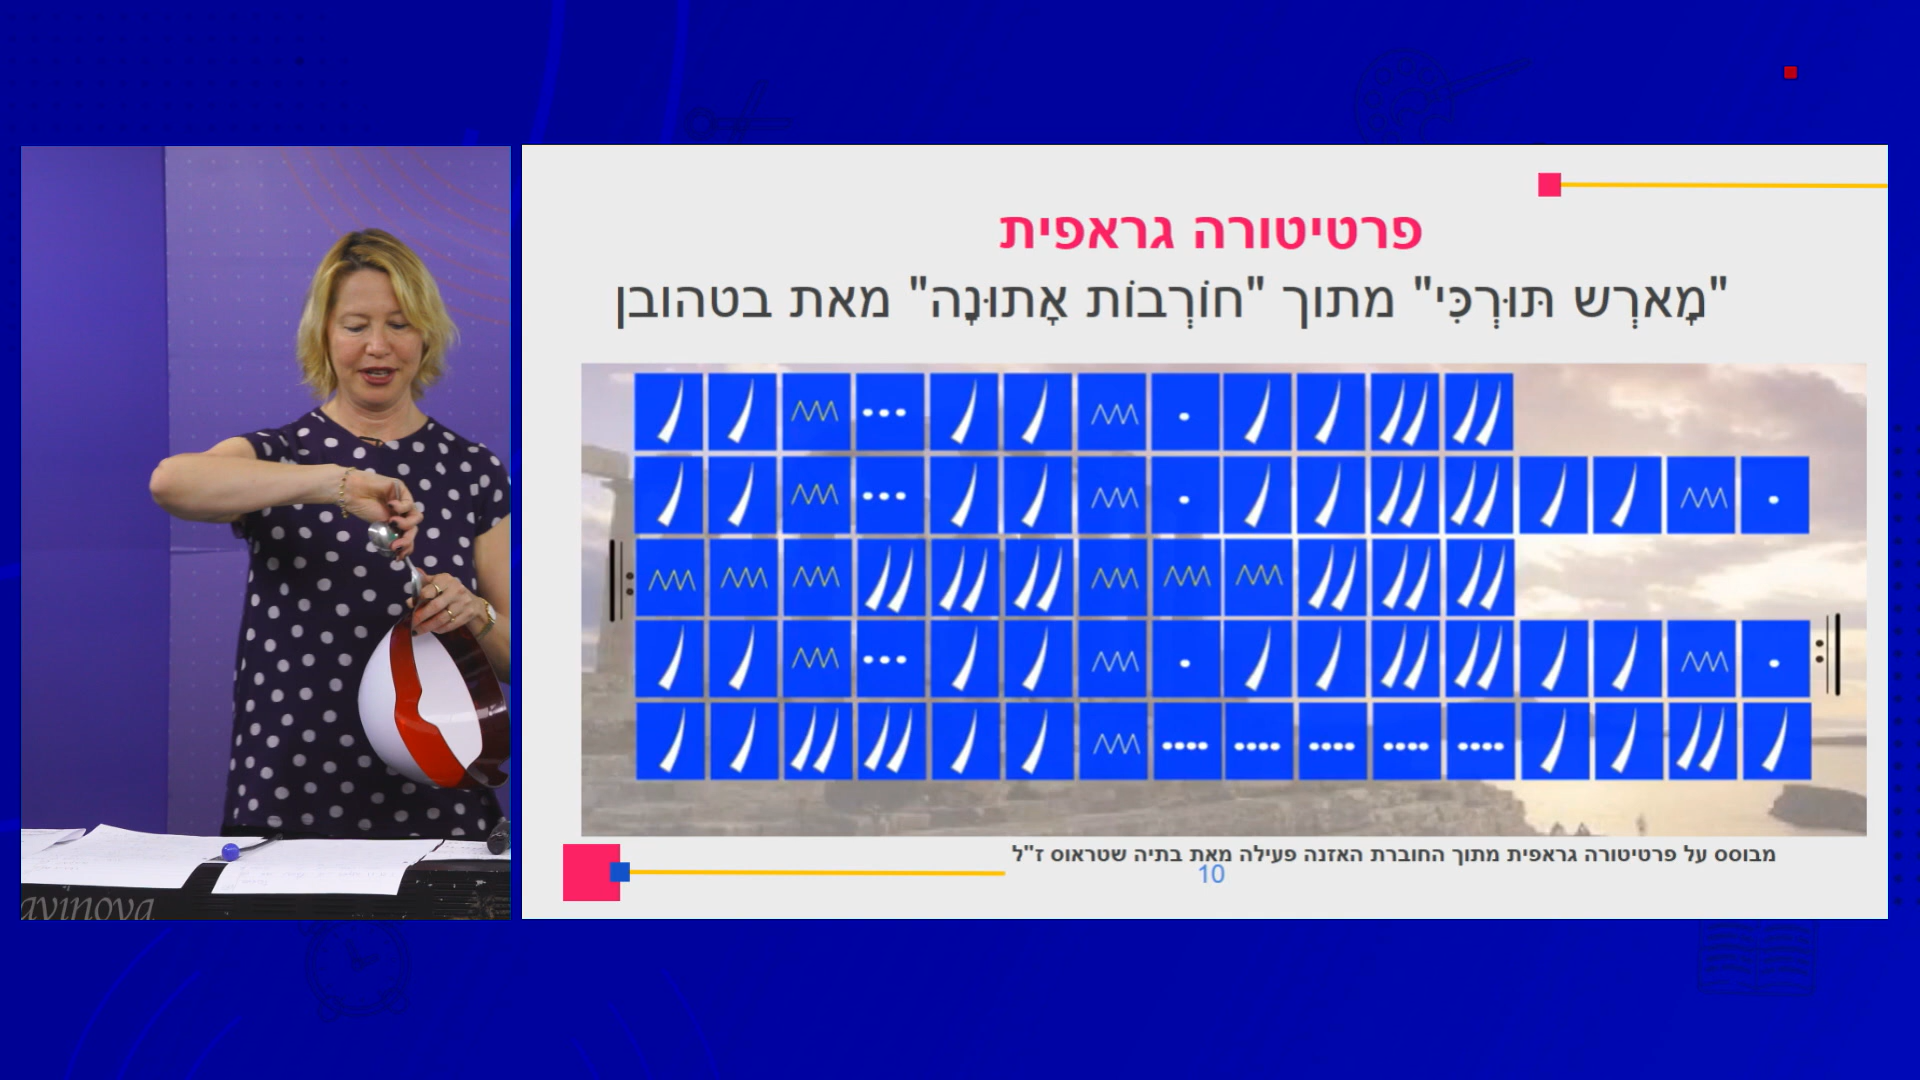 פרטיטורה גראפית
"מָארְש תּוּרְכִּי" מתוך "חוֹרְבוֹת אָתוּנָה" מאת בטהובן
מבוסס על פרטיטורה גראפית מתוך החוברת האזנה פעילה מאת בתיה שטראוס ז"ל
10
avinova